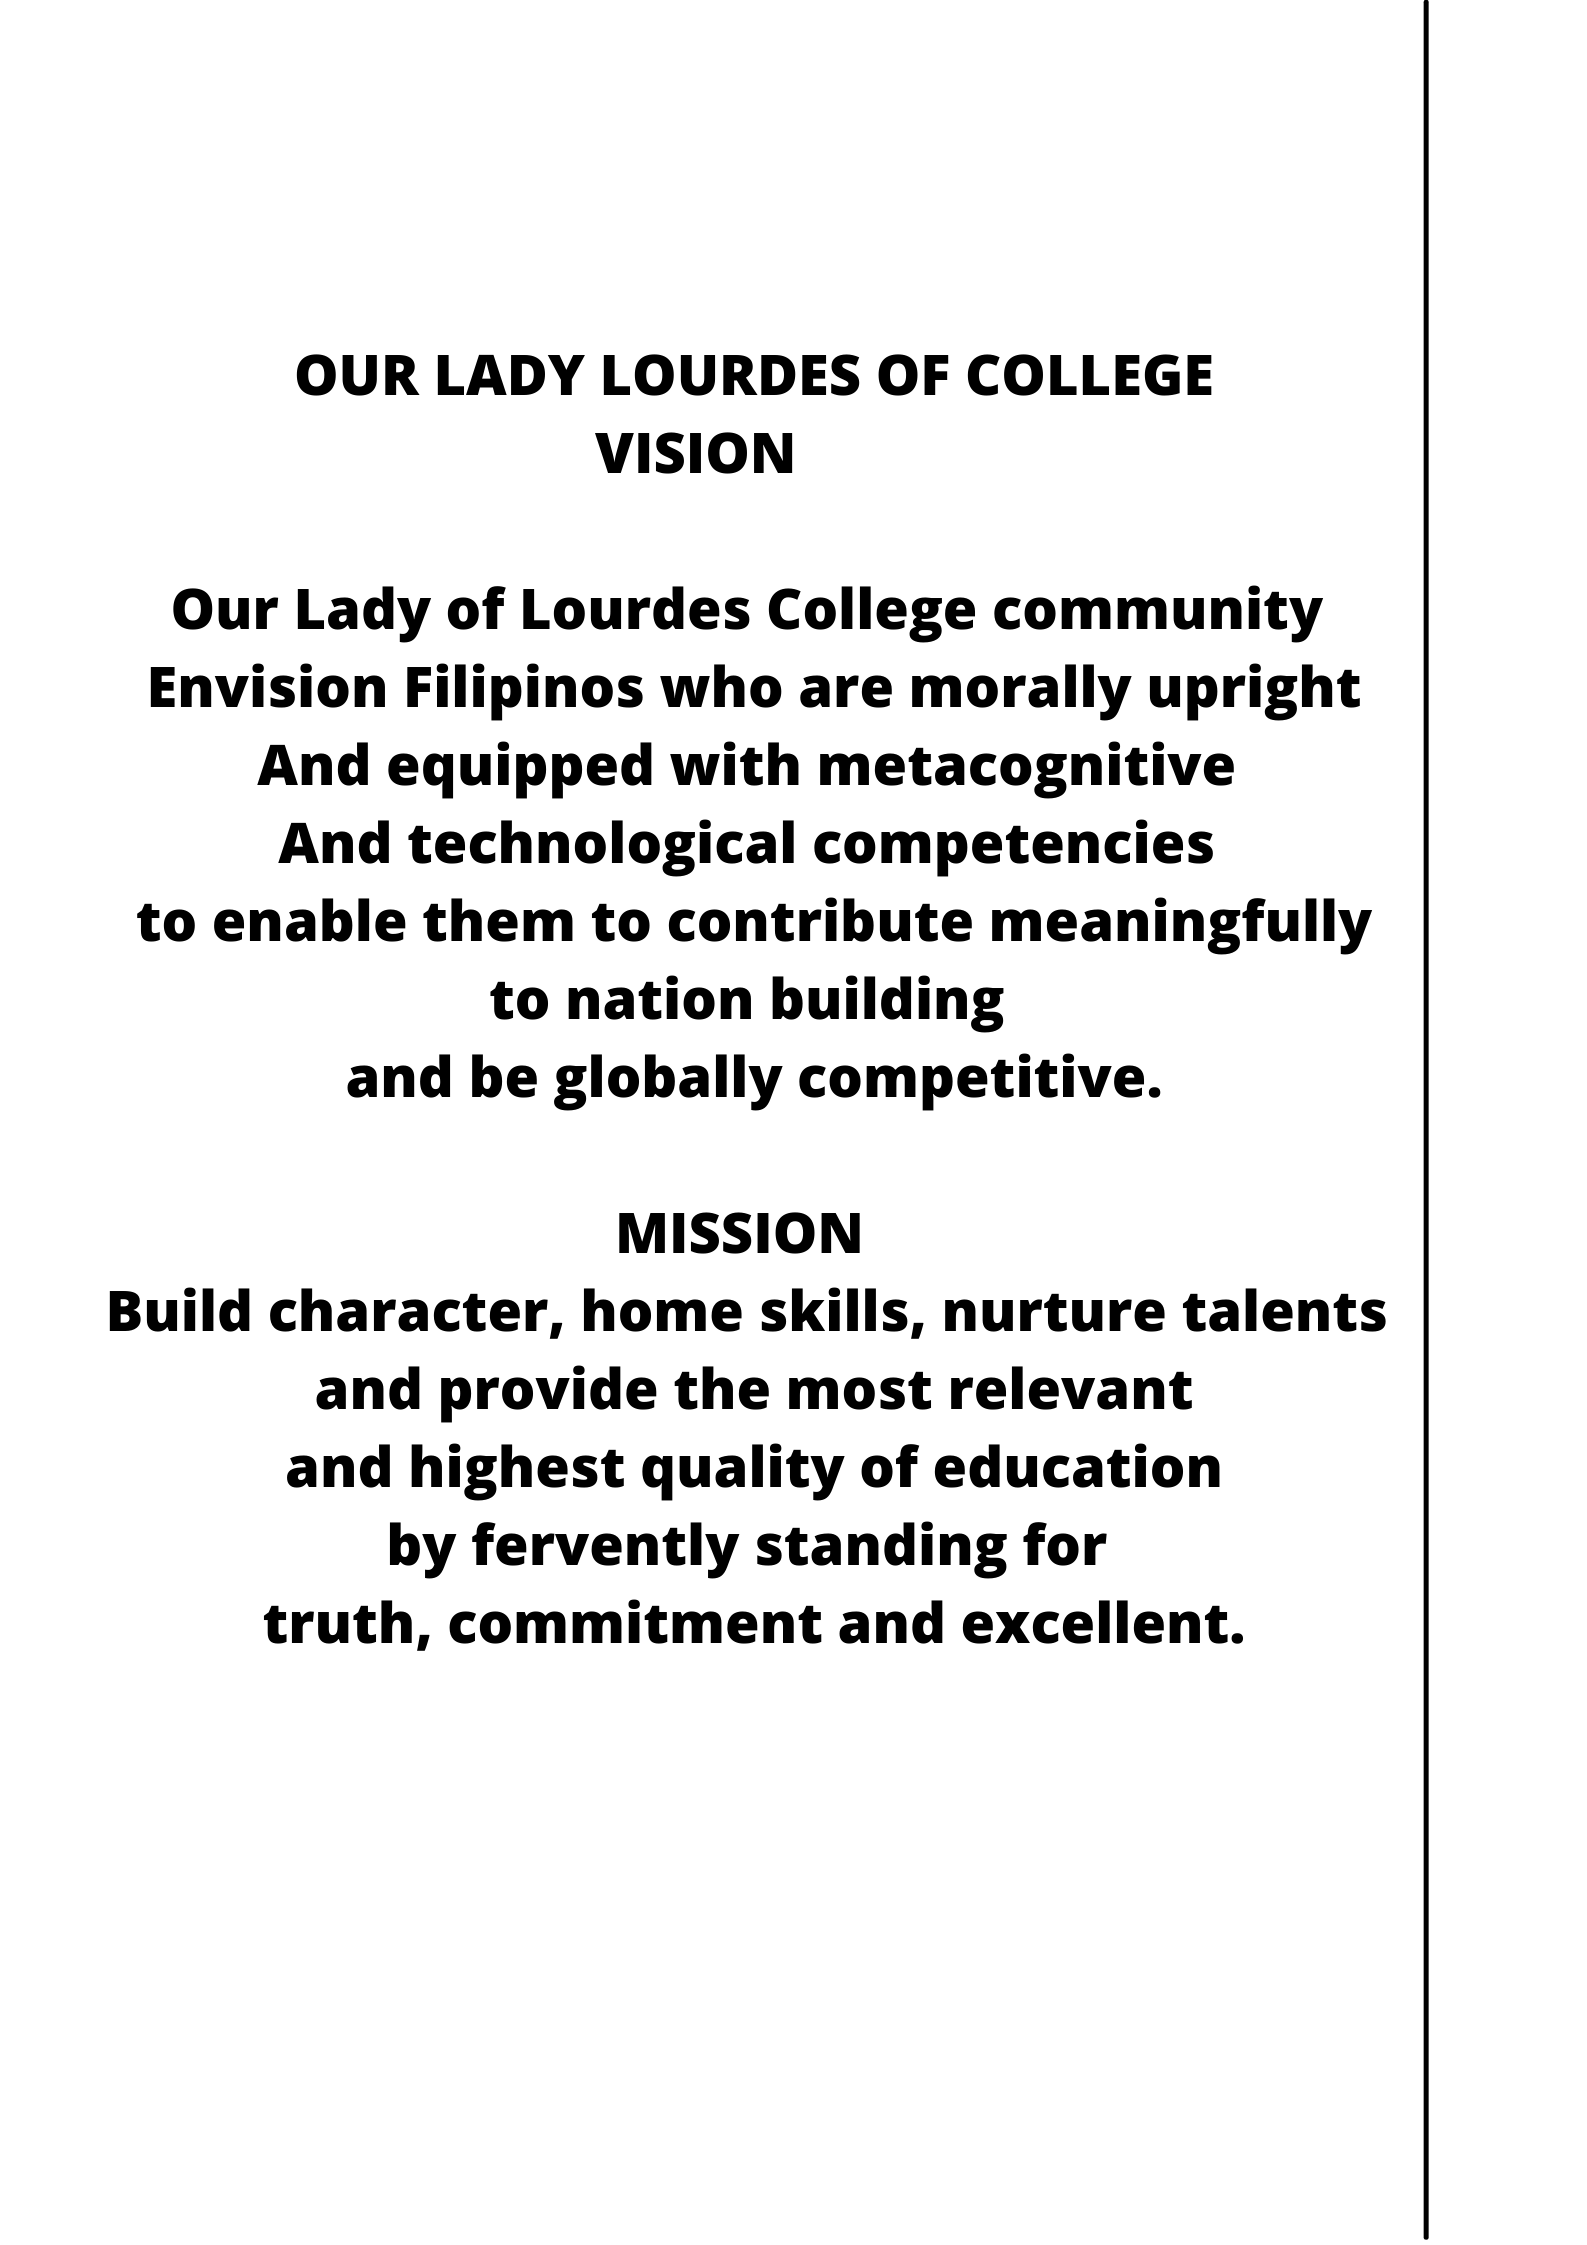 OUR LADY LOURDES OF COLLEGE
VISION
Our Lady of Lourdes College community
Envision Filipinos who are morally upright
And equipped with metacognitive
And technological competencies
to enable them to contribute meaningfully
to nation building
and be globally competitive.
MISSION
Build character, home skills, nurture talents
and provide the most relevant
and highest quality of education
by fervently standing for
truth, commitment and excellent.